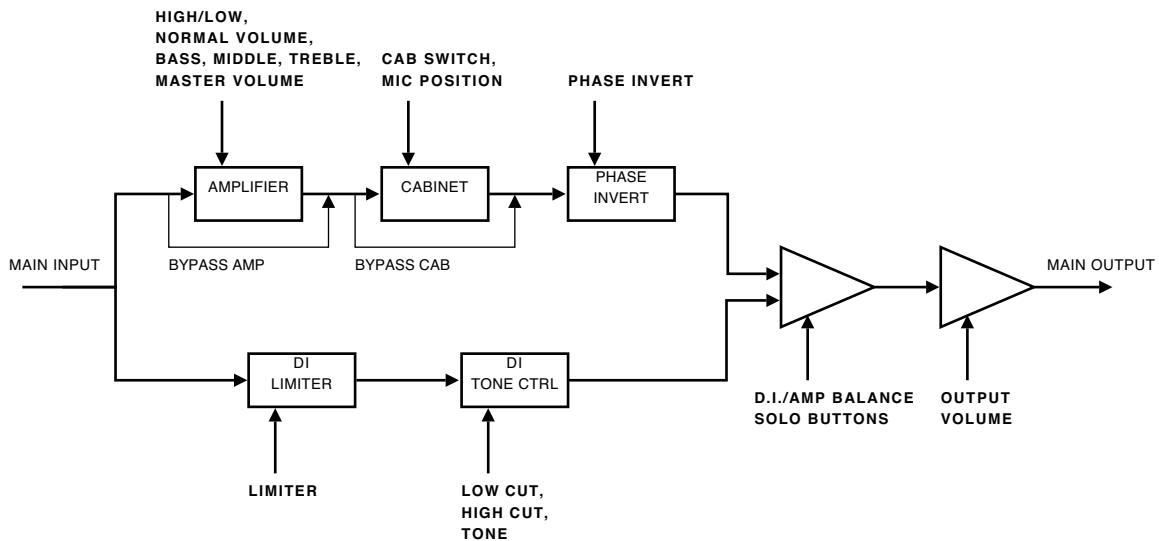 HIGH/LOW,
NORMAL VOLUME,
BASS, MIDDLE, TREBLE,
MASTER VOLUME
CAB SWITCH,
MIC POSITION
PHASE INVERT
AMPLIFIER
CABINET
PHASE
INVERT
BYPASS AMP
BYPASS CAB
MAIN INPUT
MAIN OUTPUT
DI
LIMITER
DI
TONE CTRL
D.I./AMP BALANCE
SOLO BUTTONS
OUTPUT
VOLUME
LIMITER
LOW CUT,
HIGH CUT,
TONE